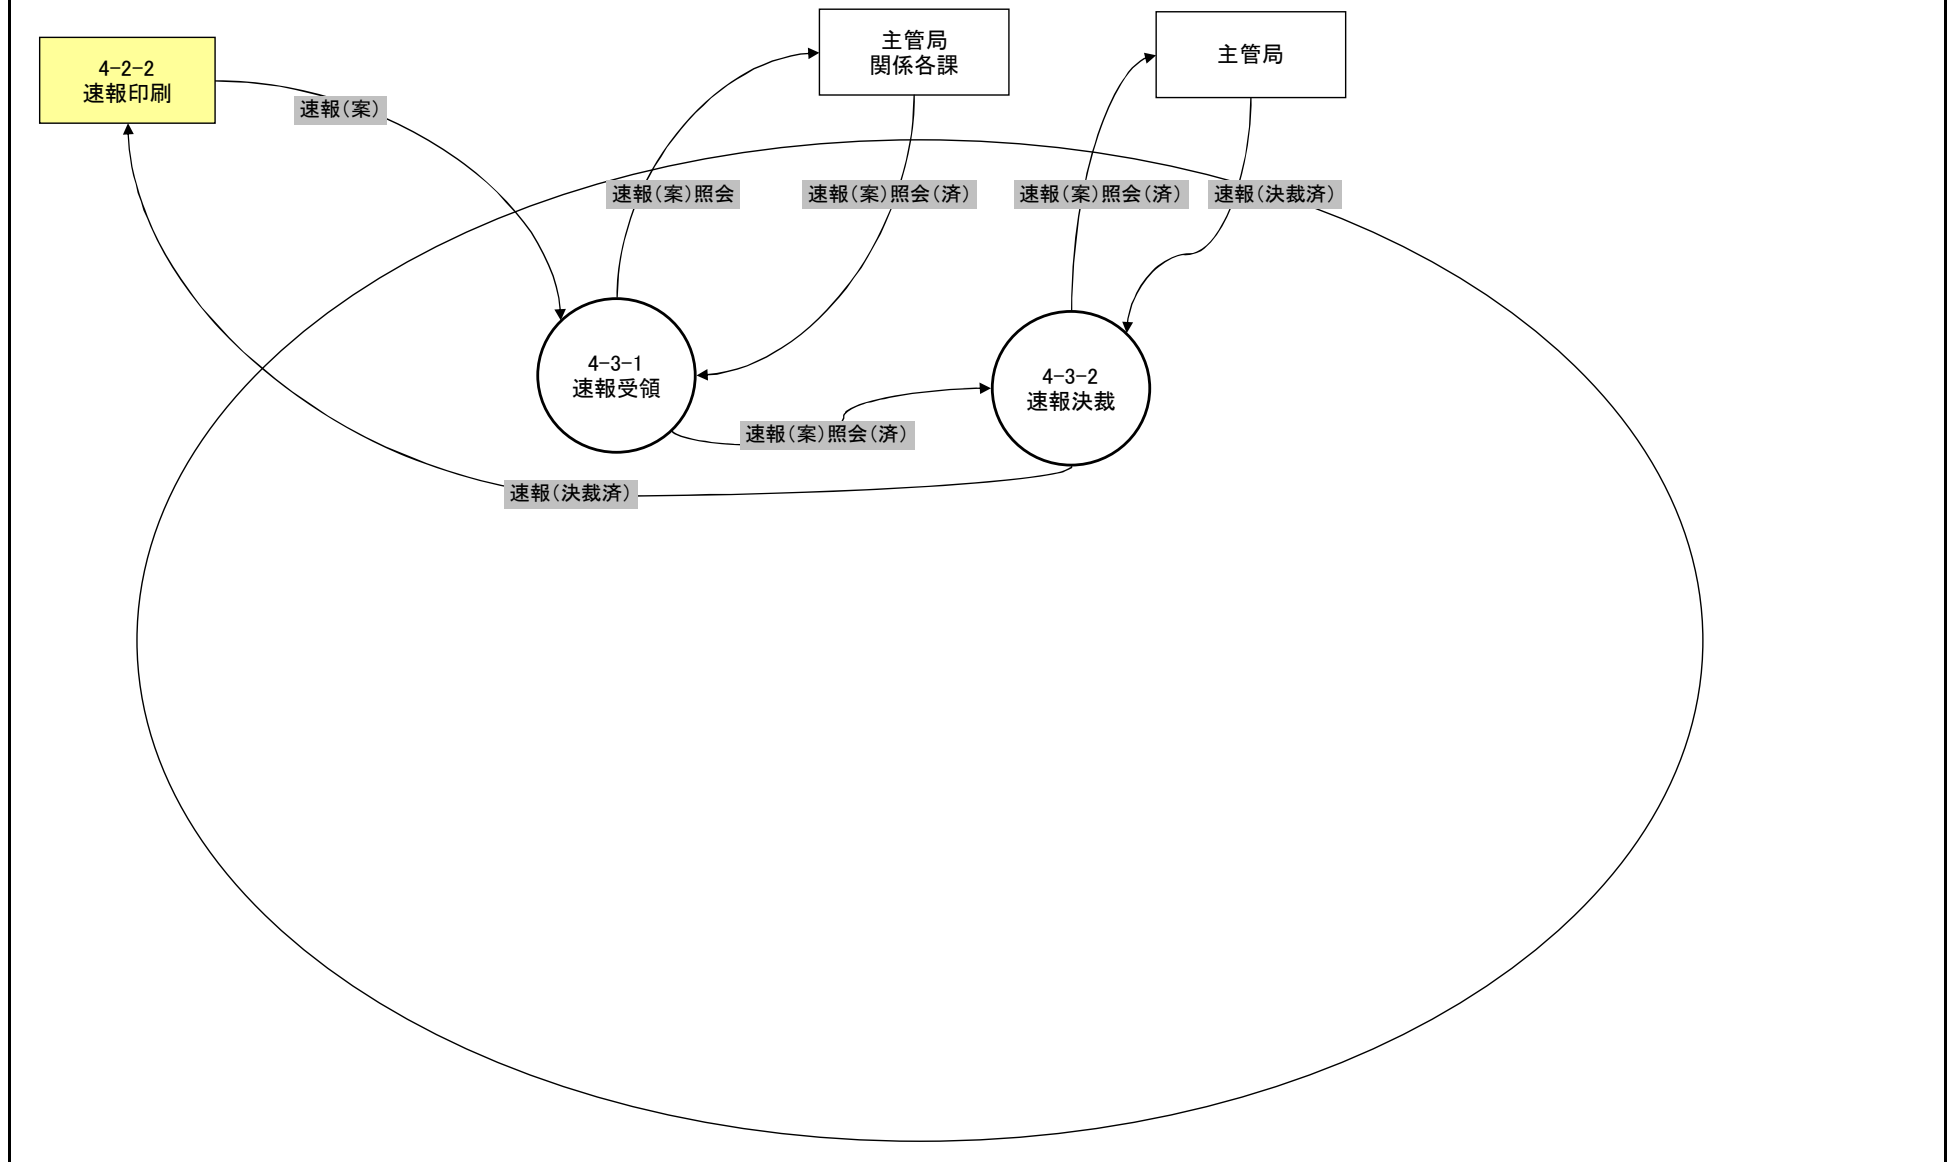 主管局
関係各課
主管局
4-2-2
速報印刷
速報(案)
速報(案)照会
速報(案)照会(済)
速報(案)照会(済)
速報(決裁済)
4-3-1
速報受領
4-3-2
速報決裁
速報(案)照会(済)
速報(決裁済)